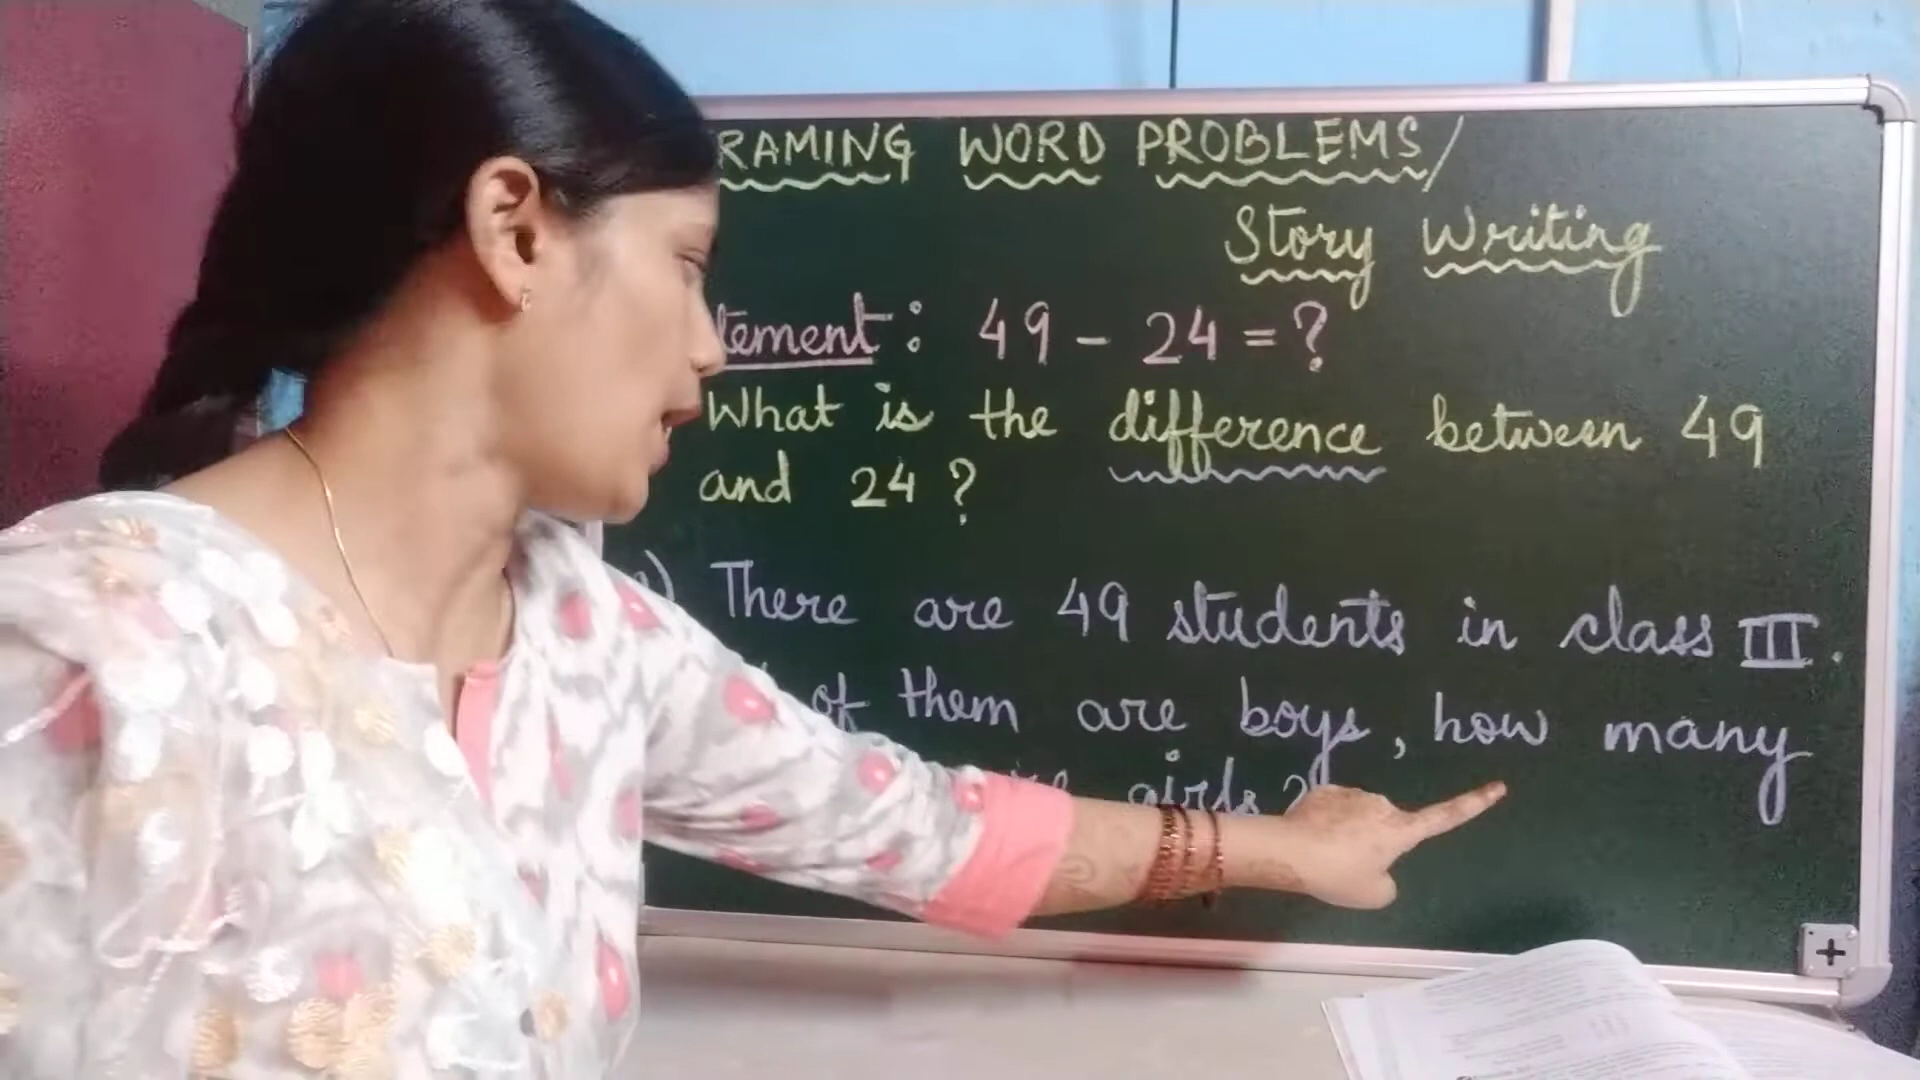 RAMING WORD PROBLEMS/
Story Writing
tement : 49 - 24 = ?
What is the difference between 49
and 24 ?
) There are 49 students in class III.
of them are boys, how many
girls ?